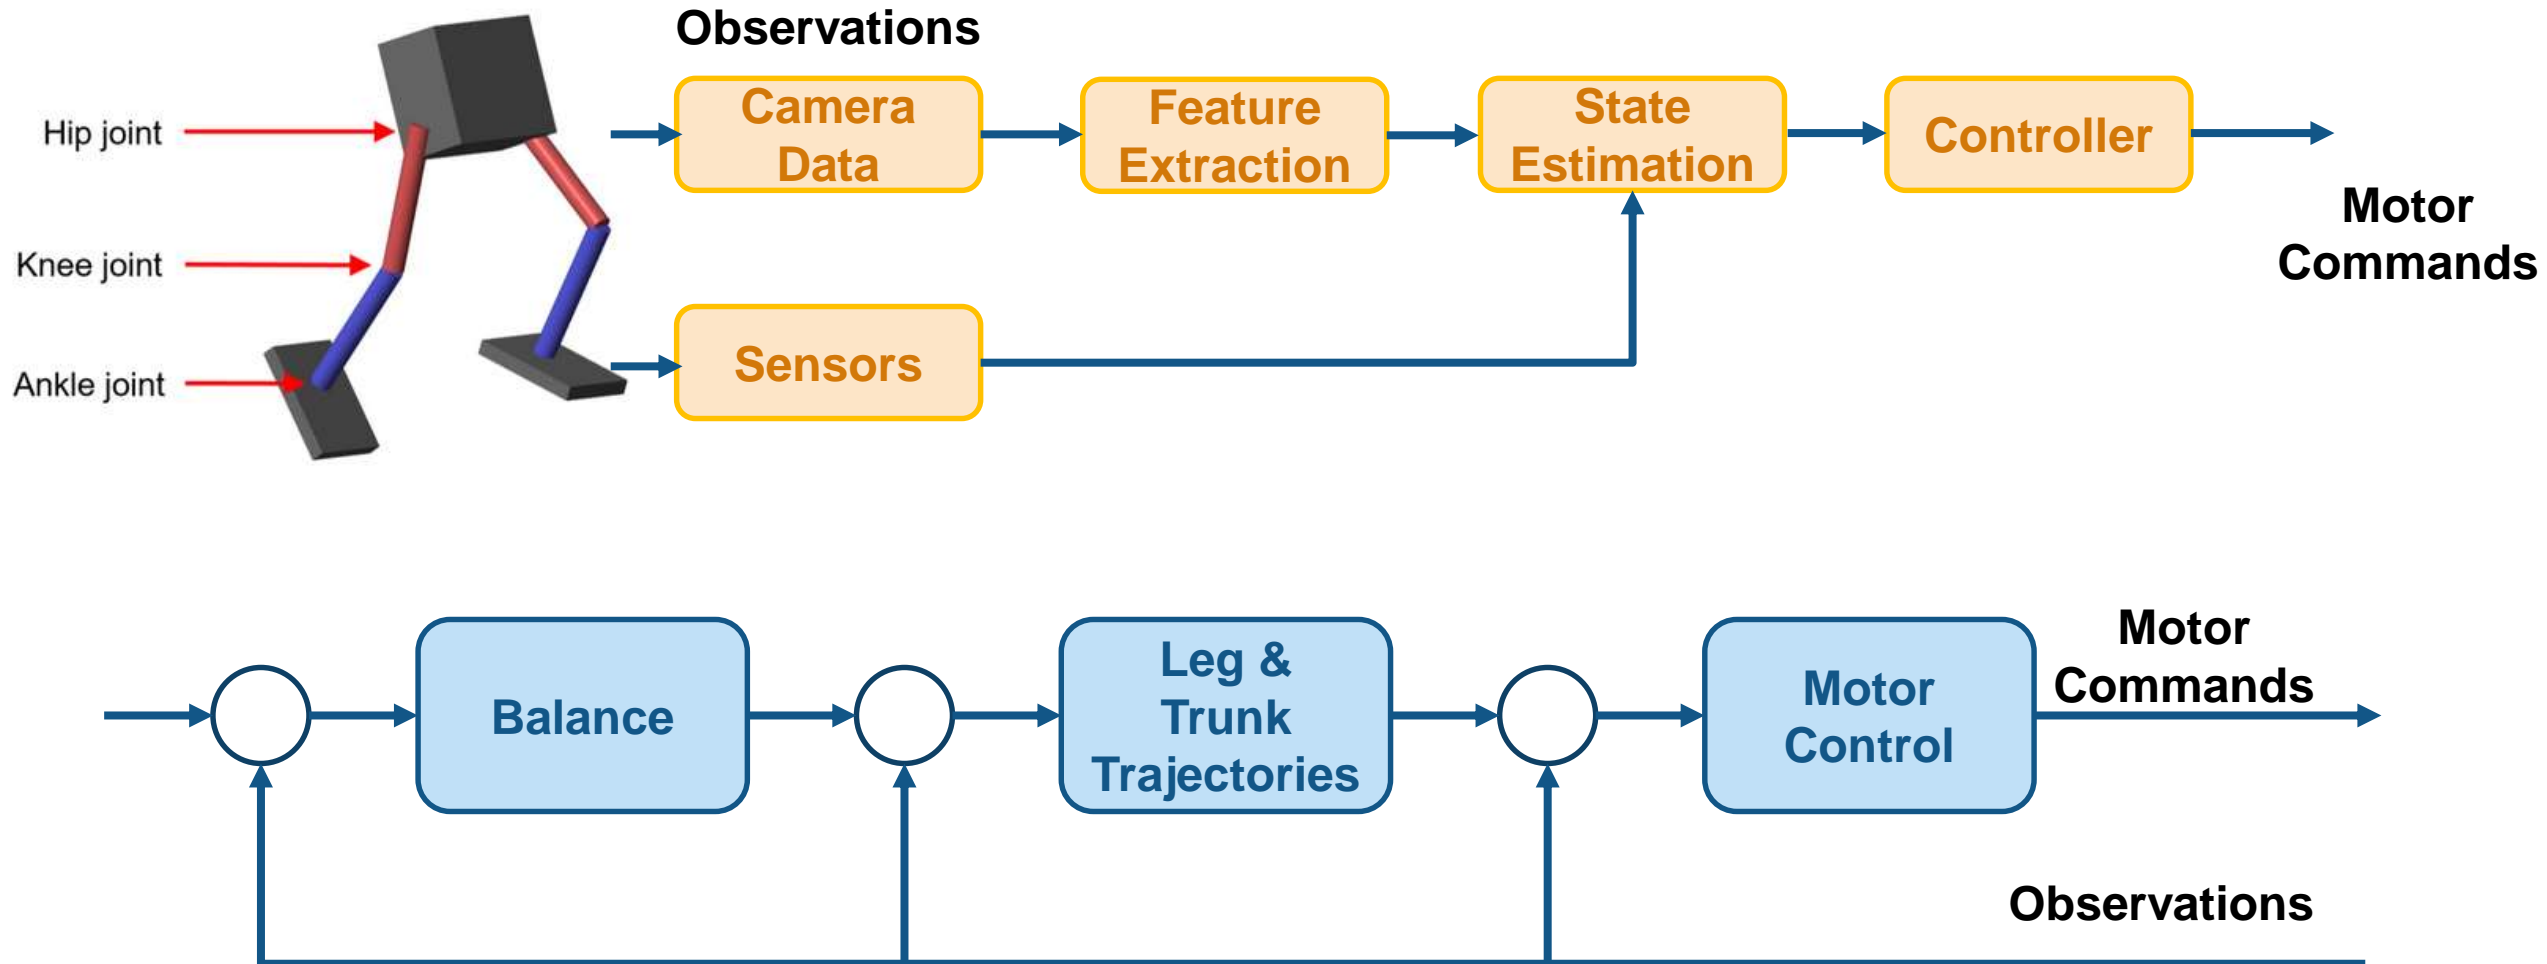 Observations
Camera
Data
Feature
Extraction
State
Estimation
Controller
Hip joint
Motor
Commands
Knee joint
Sensors
Ankle joint
Balance
Leg &
Trunk
Trajectories
Motor
Control
Motor
Commands
Observations